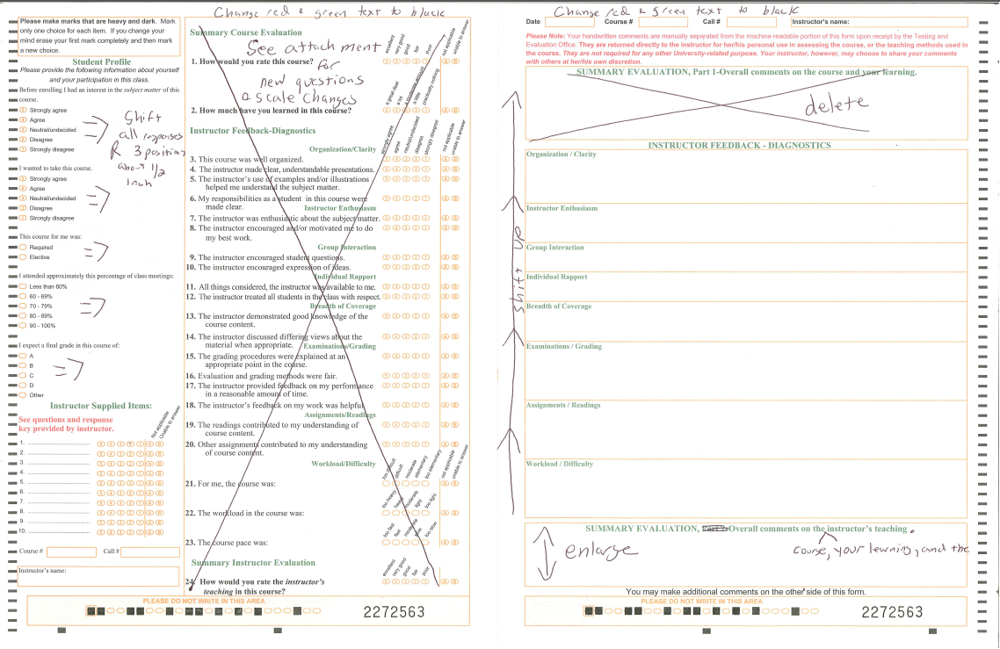 Change red & green text to black
Please make marks that are heavy and dark. Mark
only one choice for each item. If you change your
mind erase your first mark completely and then mark
a new choice.
Student Profile
Please provide the following information about yourself
and your participation in this class.
Before enrolling I had an interest in the subject matter of this
course.
Strongly agree
Agree
Neutral/undecided
Disagree
Strongly disagree
=> Shift
all responses
R 3 positions
about 1/2
inch
I wanted to take this course.
Strongly agree
Agree
Neutral/undecided
Disagree
Strongly disagree
=>
This course for me was:
Required
Elective
=>
I attended approximately this percentage of class meetings:
Less than 60%
60 - 69%
70 - 79%
80 - 89%
90 - 100%
=>
I expect a final grade in this course of:
A
B
C
D
Other
=>
Instructor Supplied Items:
See questions and response
key provided by instructor.
Not applicable
Unable to answer
1.
2.
3.
4.
5.
6.
7.
8.
9.
10.
Course #
Call #
Instructor's name:
Summary Course Evaluation
See attachment
for
new questions
& scale changes
excellent
very good
good
fair
poor
not applicable
unable to answer
1. How would you rate this course?
a great deal
a lot
a moderate amount
a little
practically nothing
2. How much have you learned in this course?
Instructor Feedback-Diagnostics
strongly agree
agree
neutral/undecided
disagree
strongly disagree
not applicable
unable to answer
Organization/Clarity
3. This course was well organized.
4. The instructor made clear, understandable presentations.
5. The instructor's use of examples and/or illustrations
helped me understand the subject matter.
6. My responsibilities as a student in this course were
made clear.
Instructor Enthusiasm
7. The instructor was enthusiastic about the subject matter.
8. The instructor encouraged and/or motivated me to do
my best work.
Group Interaction
9. The instructor encouraged student questions.
10. The instructor encouraged expression of ideas.
Individual Rapport
11. All things considered, the instructor was available to me.
12. The instructor treated all students in the class with respect.
Breadth of Coverage
13. The instructor demonstrated good knowledge of the
course content.
14. The instructor discussed differing views about the
material when appropriate.
Examinations/Grading
15. The grading procedures were explained at an
appropriate point in the course.
16. Evaluation and grading methods were fair.
17. The instructor provided feedback on my performance
in a reasonable amount of time.
18. The instructor's feedback on my work was helpful.
Assignments/Readings
19. The readings contributed to my understanding of
course content.
20. Other assignments contributed to my understanding
of course content.
Workload/Difficulty
too difficult
difficult
moderate
elementary
too elementary
not applicable
unable to answer
21. For me, the course was:
too heavy
heavy
moderate
light
too light
22. The workload in the course was:
too fast
fast
moderate
slow
too slow
23. The course pace was:
Summary Instructor Evaluation
excellent
very good
good
fair
poor
not applicable
unable to answer
24. How would you rate the instructor's
teaching in this course?
PLEASE DO NOT WRITE IN THIS AREA
2272563
Change red & green text to black
Date
Course #
Call #
Instructor's name:
Please Note: Your handwritten comments are manually separated from the machine readable portion of this form upon receipt by the Testing and
Evaluation Office. They are returned directly to the instructor for her/his personal use in assessing the course, or the teaching methods used in
the course. They are not required for any other University-related purpose. Your instructor, however, may choose to share your comments
with others at her/his own discretion.
SUMMARY EVALUATION, Part 1-Overall comments on the course and your learning.
delete
INSTRUCTOR FEEDBACK - DIAGNOSTICS
Organization / Clarity
Instructor Enthusiasm
Group Interaction
Individual Rapport
Breadth of Coverage
Examinations / Grading
Assignments / Readings
Workload / Difficulty
Shift up
SUMMARY EVALUATION, Overall comments on the instructor's teaching.
course, your learning, and the
enlarge
You may make additional comments on the other side of this form.
PLEASE DO NOT WRITE IN THIS AREA
2272563